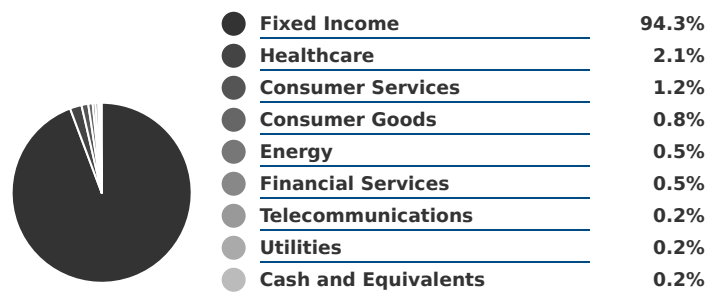 Fixed Income 94.3%
Healthcare 2.1%
Consumer Services 1.2%
Consumer Goods 0.8%
Energy 0.5%
Financial Services 0.5%
Telecommunications 0.2%
Utilities 0.2%
Cash and Equivalents 0.2%